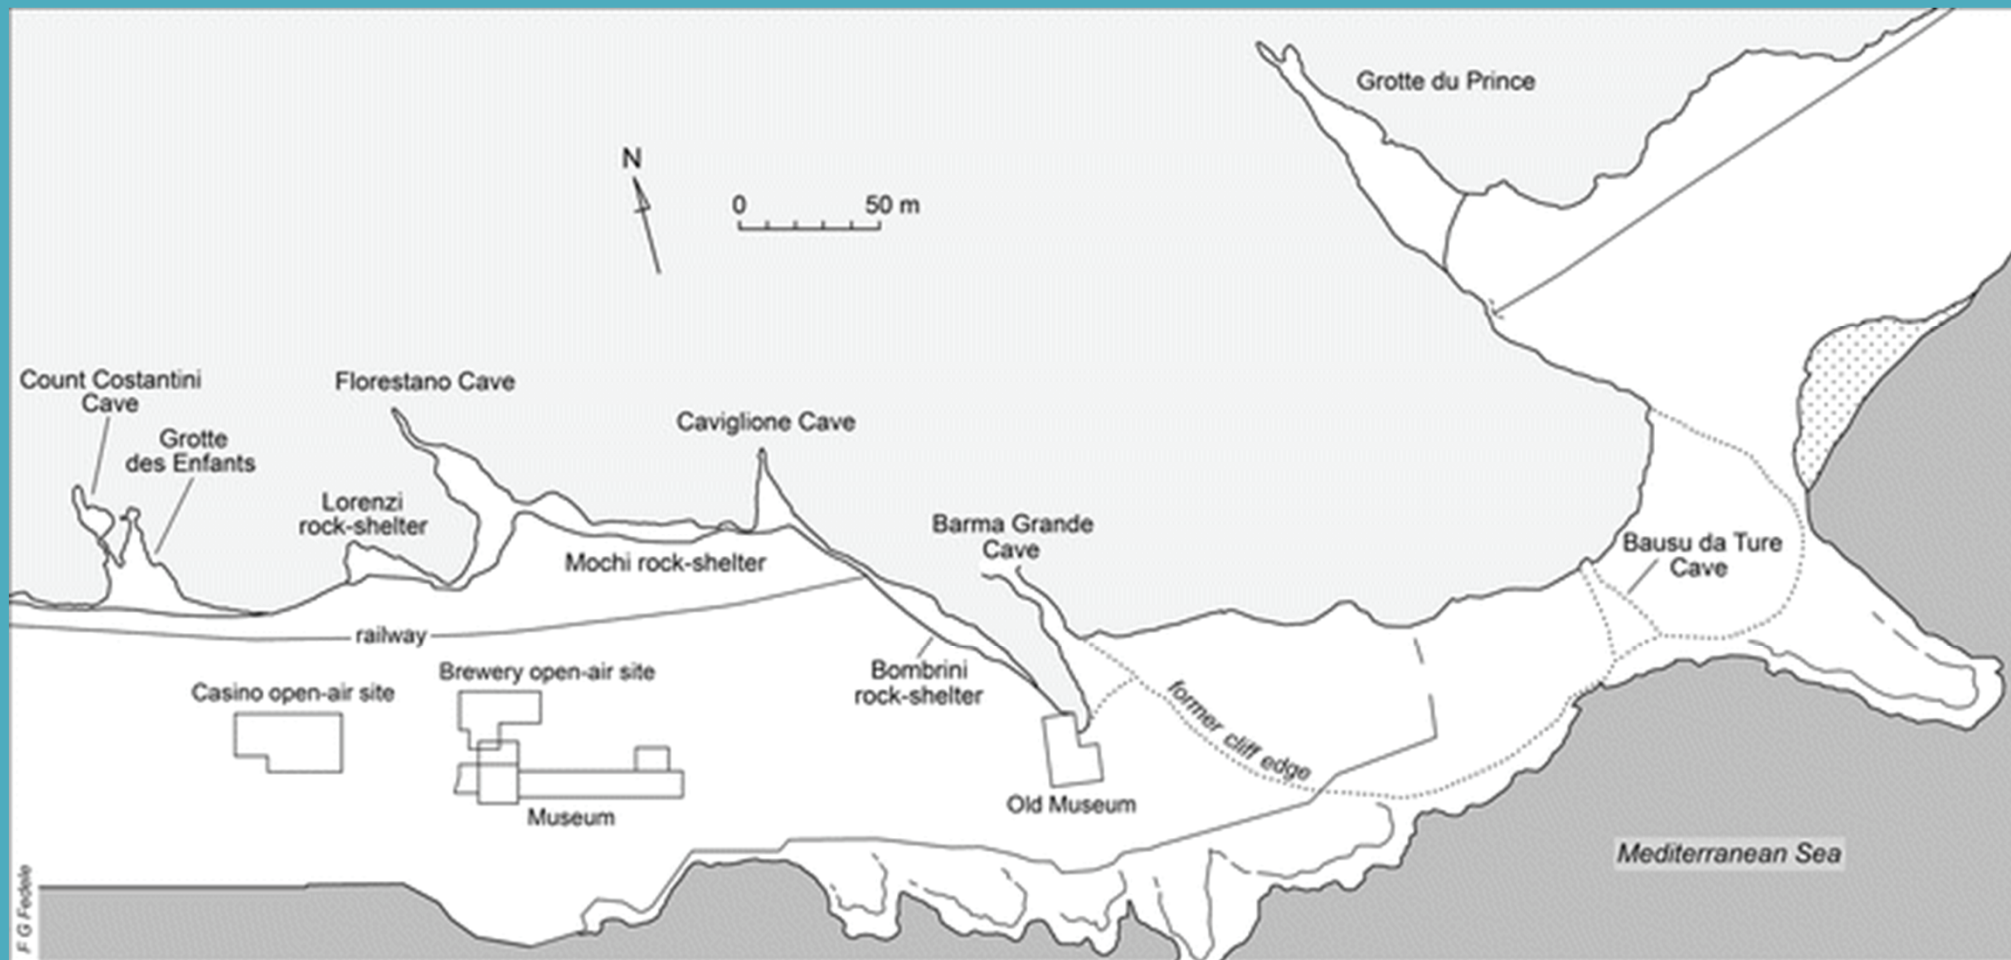 Grotte du Prince
N
0 50 m
Count Costantini
Cave
Florestano Cave
Grotte
des Enfants
Caviglione Cave
Lorenzi
rock-shelter
Mochi rock-shelter
Barma Grande
Cave
Bausu da Ture
Cave
railway
Brewery open-air site
Casino open-air site
Bombrini
rock-shelter
former cliff edge
Museum
Old Museum
Mediterranean Sea
F G Fedele